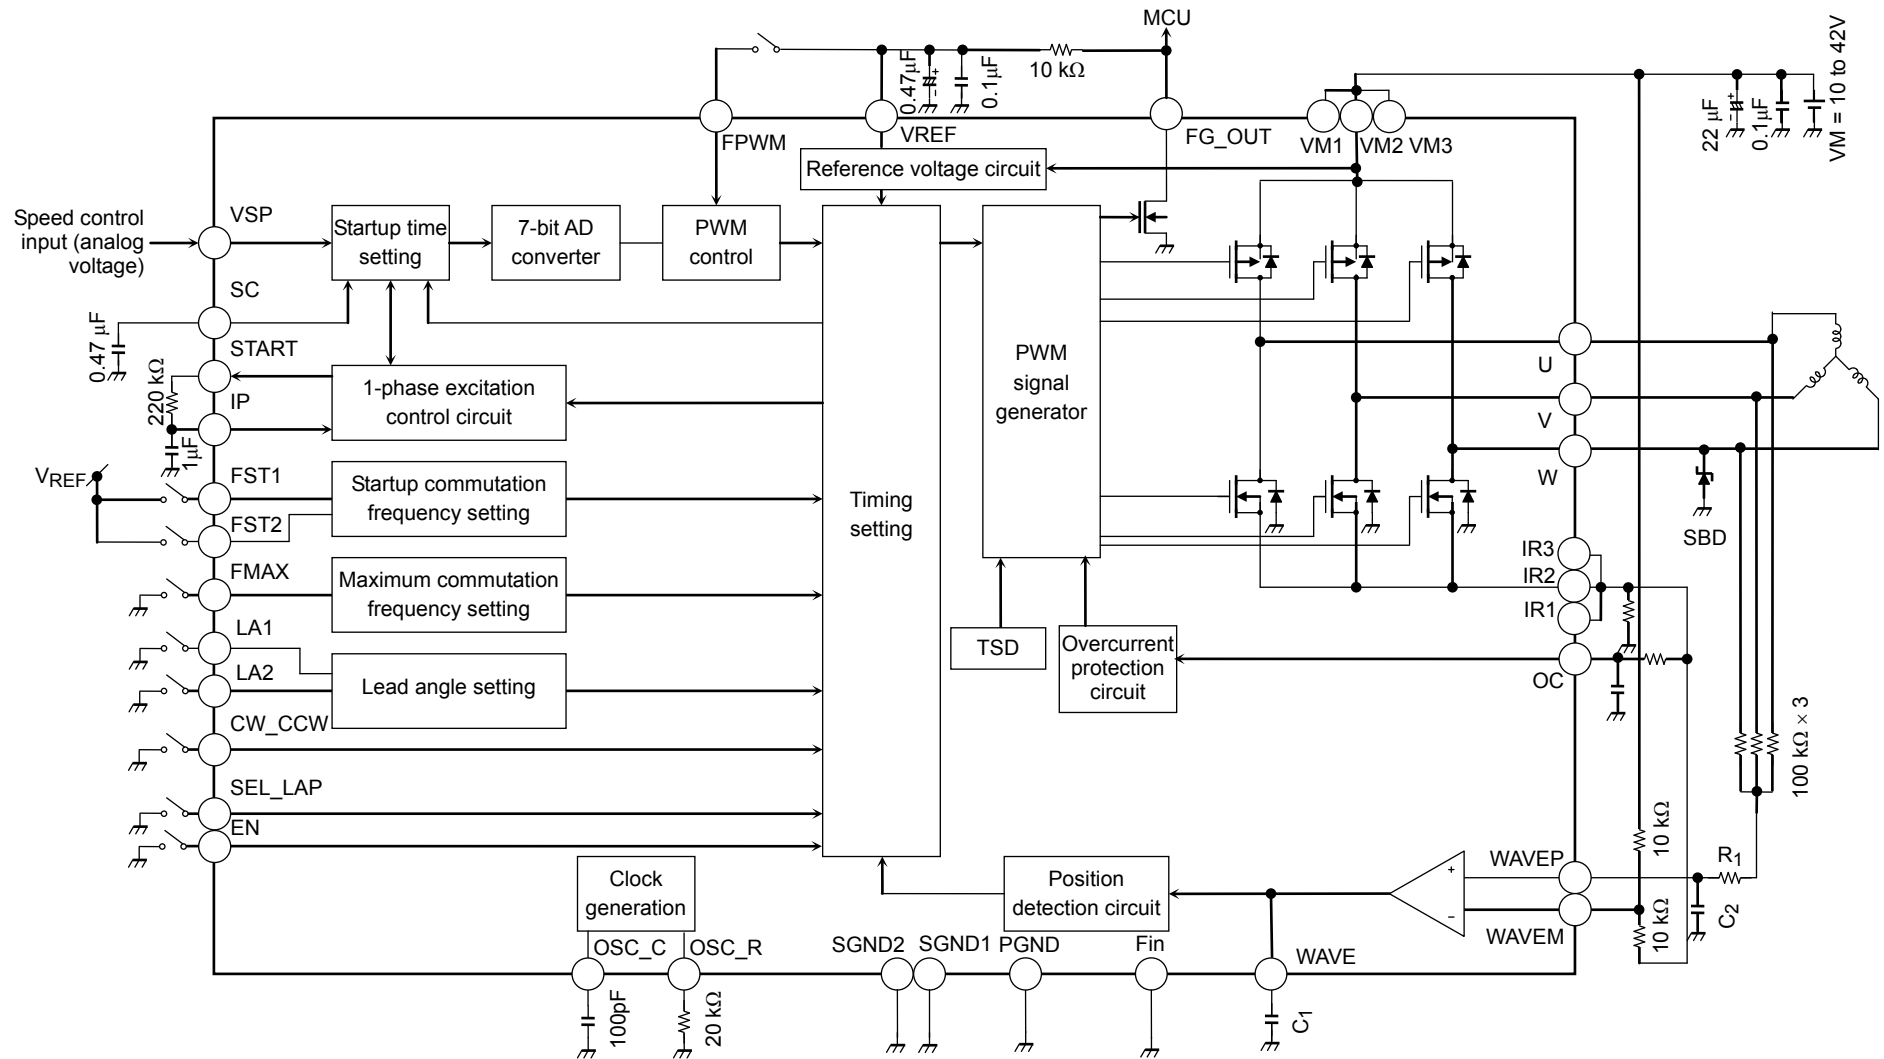 MCU
0.47μF
0.1μF
10 kΩ
22 μF
0.1μF
VM = 10 to 42V
FPWM
VREF
FG_OUT
VM1
VM2
VM3
Reference voltage circuit
Speed control
input (analog
voltage)
VSP
Startup time
setting
7-bit AD
converter
PWM
control
SC
0.47 μF
START
220 kΩ
IP
1μF
1-phase excitation
control circuit
PWM
signal
generator
U
V
W
SBD
VREF
FST1
FST2
Startup commutation
frequency setting
Timing
setting
FMAX
Maximum commutation
frequency setting
IR3
IR2
IR1
LA1
LA2
Lead angle setting
TSD
Overcurrent
protection
circuit
OC
CW_CCW
100 kΩ × 3
SEL_LAP
EN
10 kΩ
10 kΩ
Clock
generation
Position
detection circuit
+
−
WAVEP
WAVEM
R1
C2
OSC_C
OSC_R
SGND2
SGND1
PGND
Fin
WAVE
100pF
20 kΩ
C1